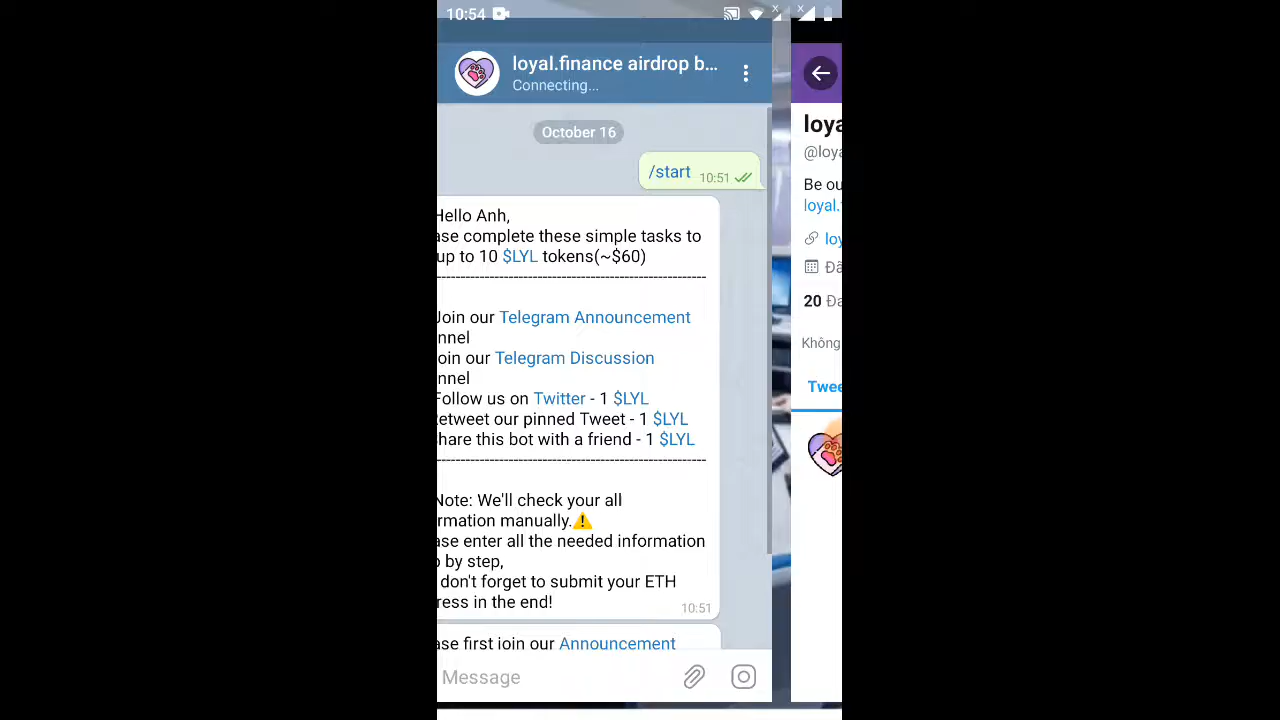 10:54
loyal.finance airdrop b...
Connecting...
October 16
/start 10:51
Hello Anh,
ase complete these simple tasks to
up to 10 $LYL tokens(~$60)
Join our Telegram Announcement
nnel
oin our Telegram Discussion
nnel
Follow us on Twitter - 1 $LYL
etweet our pinned Tweet - 1 $LYL
hare this bot with a friend - 1 $LYL
Note: We'll check your all
rmation manually.⚠️
ase enter all the needed information
by step,
don't forget to submit your ETH
ress in the end!
10:51
ase first join our Announcement
Message
loya
@loya
Be ou
loyal.
loy
Đã
20 Đa
Không
Twee